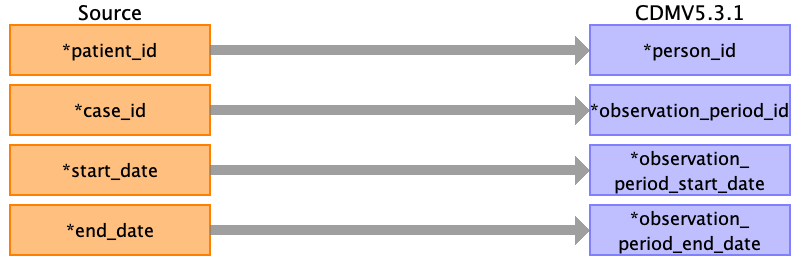 Source CDMV5.3.1
*patient_id *person_id
*case_id *observation_period_id
*start_date *observation_
period_start_date
*end_date *observation_
period_end_date